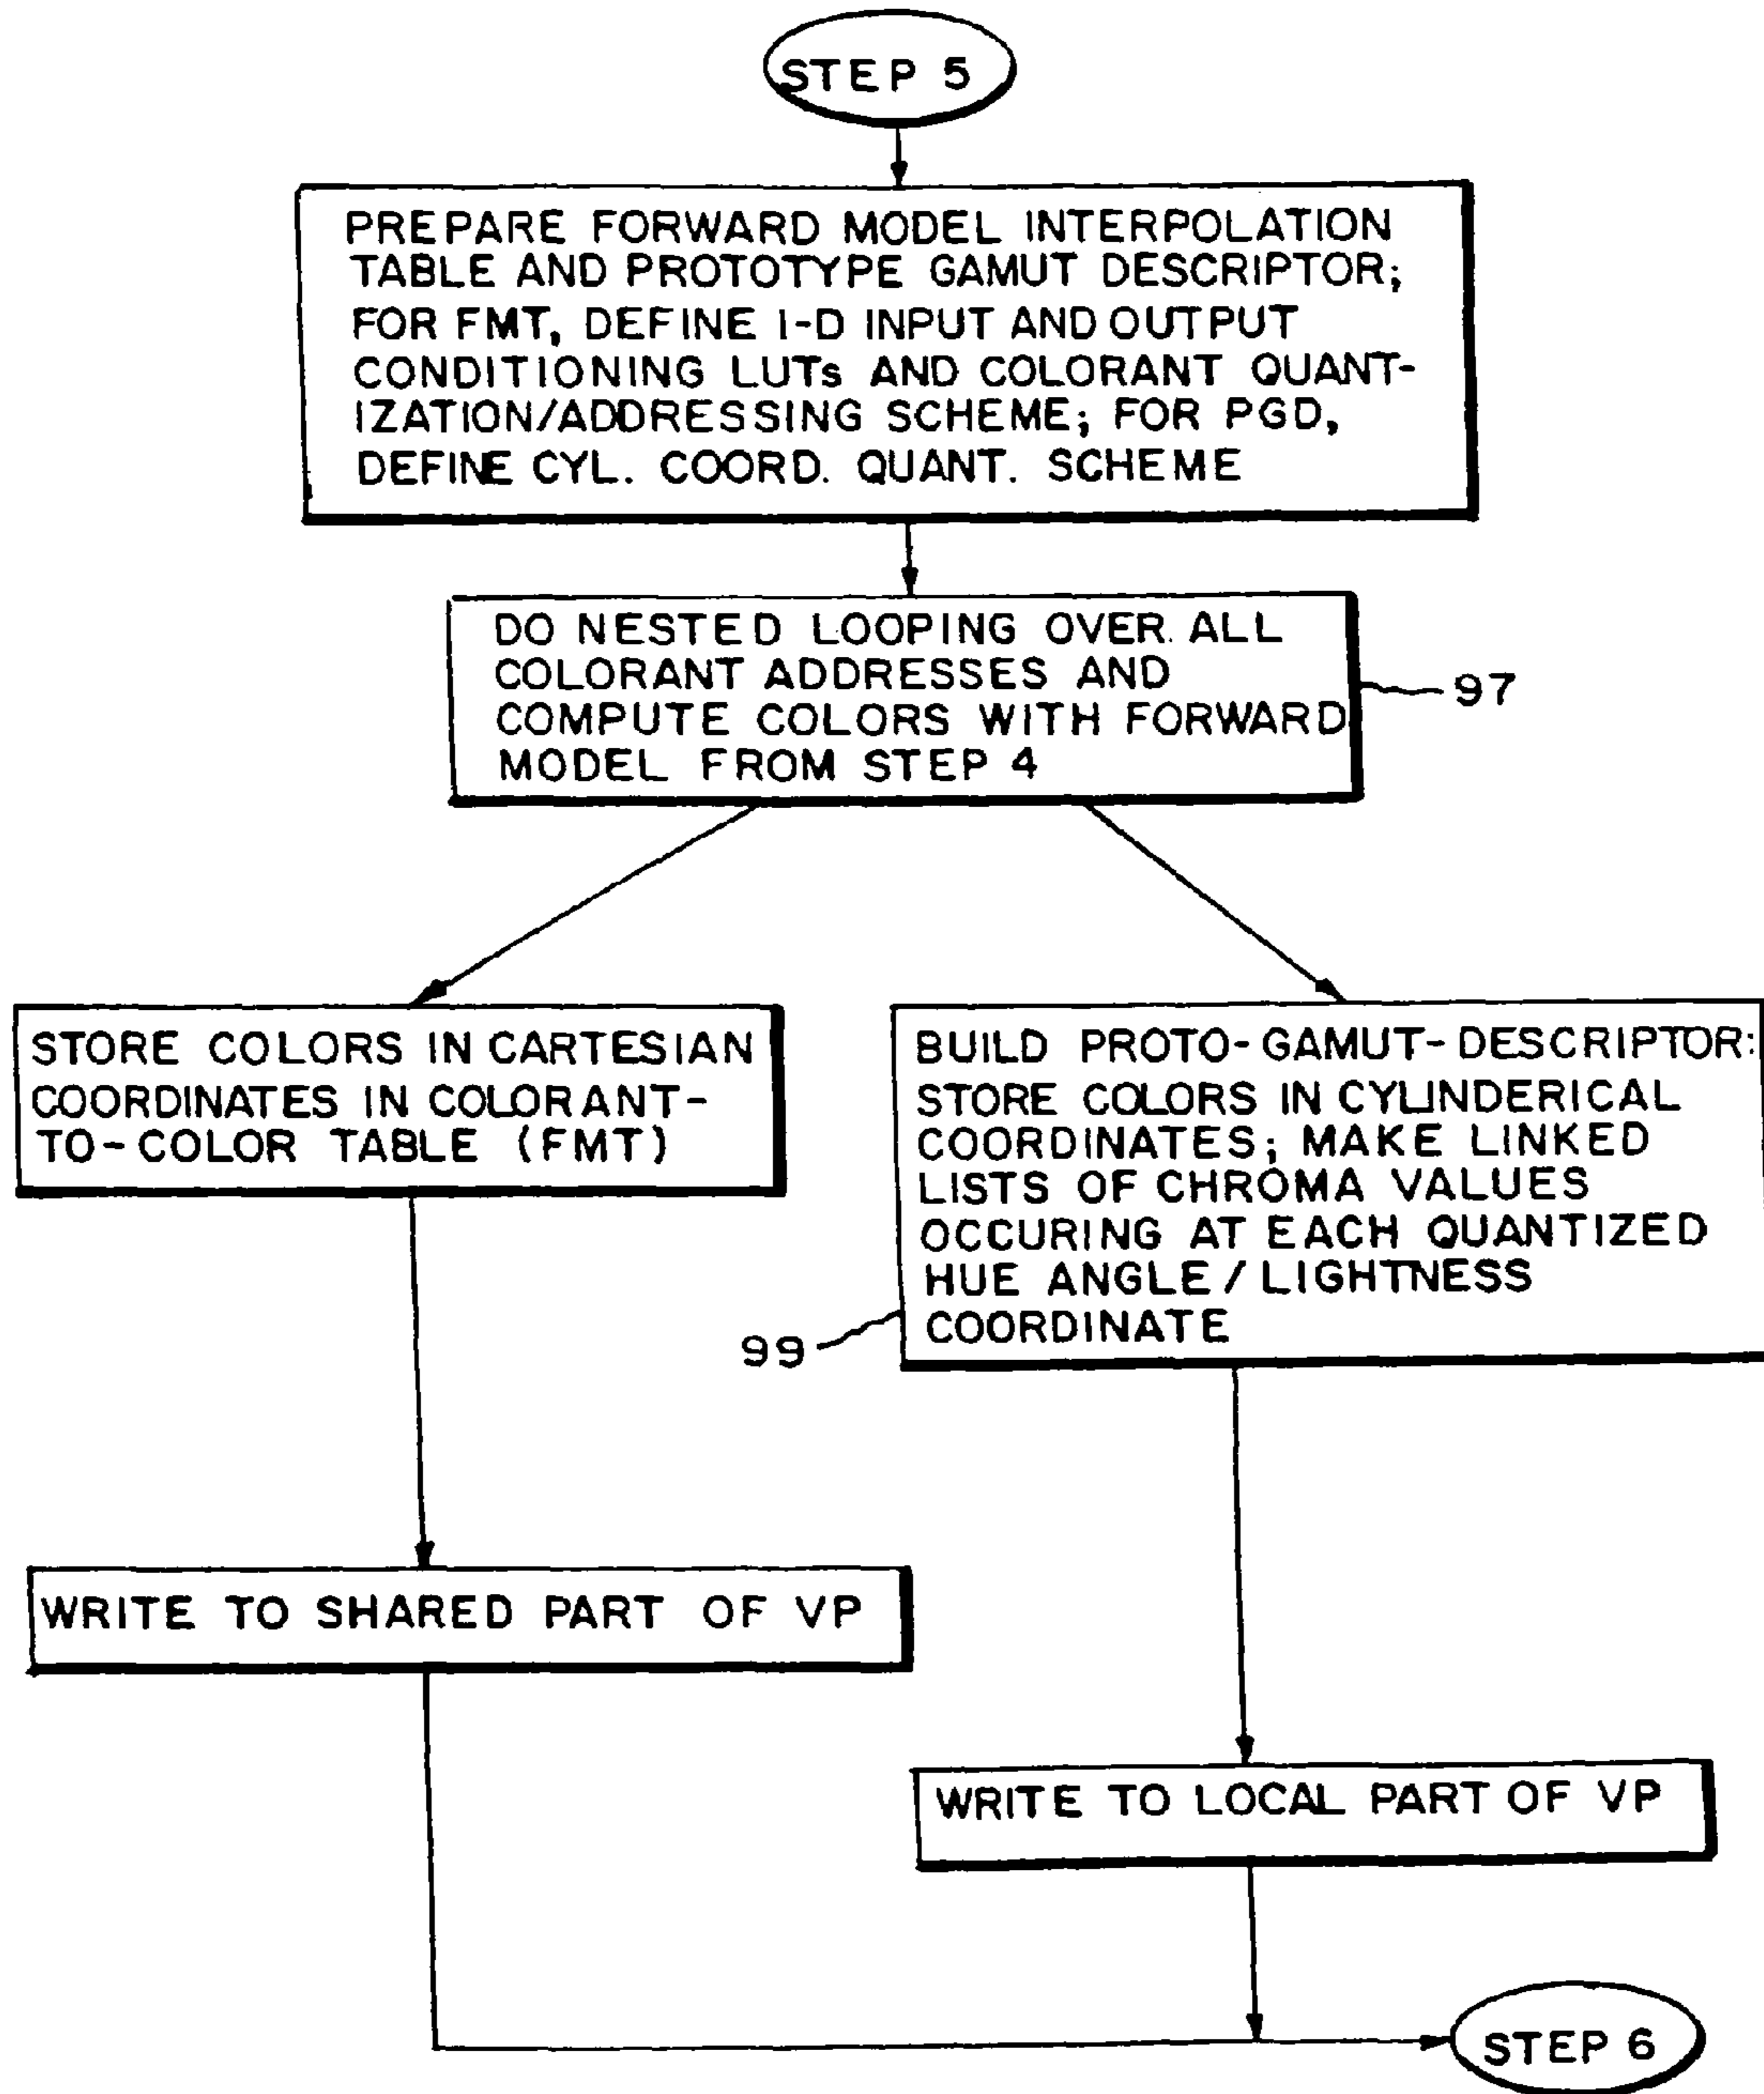 STEP 5
PREPARE FORWARD MODEL INTERPOLATION
TABLE AND PROTOTYPE GAMUT DESCRIPTOR;
FOR FMT, DEFINE 1-D INPUT AND OUTPUT
CONDITIONING LUTs AND COLORANT QUANT-
IZATION/ADDRESSING SCHEME; FOR PGD,
DEFINE CYL. COORD. QUANT. SCHEME
DO NESTED LOOPING OVER ALL
COLORANT ADDRESSES AND
COMPUTE COLORS WITH FORWARD
MODEL FROM STEP 4
97
STORE COLORS IN CARTESIAN
COORDINATES IN COLORANT-
TO-COLOR TABLE (FMT)
BUILD PROTO-GAMUT-DESCRIPTOR:
STORE COLORS IN CYLINDERICAL
COORDINATES; MAKE LINKED
LISTS OF CHROMA VALUES
OCCURING AT EACH QUANTIZED
HUE ANGLE/LIGHTNESS
COORDINATE
99
WRITE TO SHARED PART OF VP
WRITE TO LOCAL PART OF VP
STEP 6